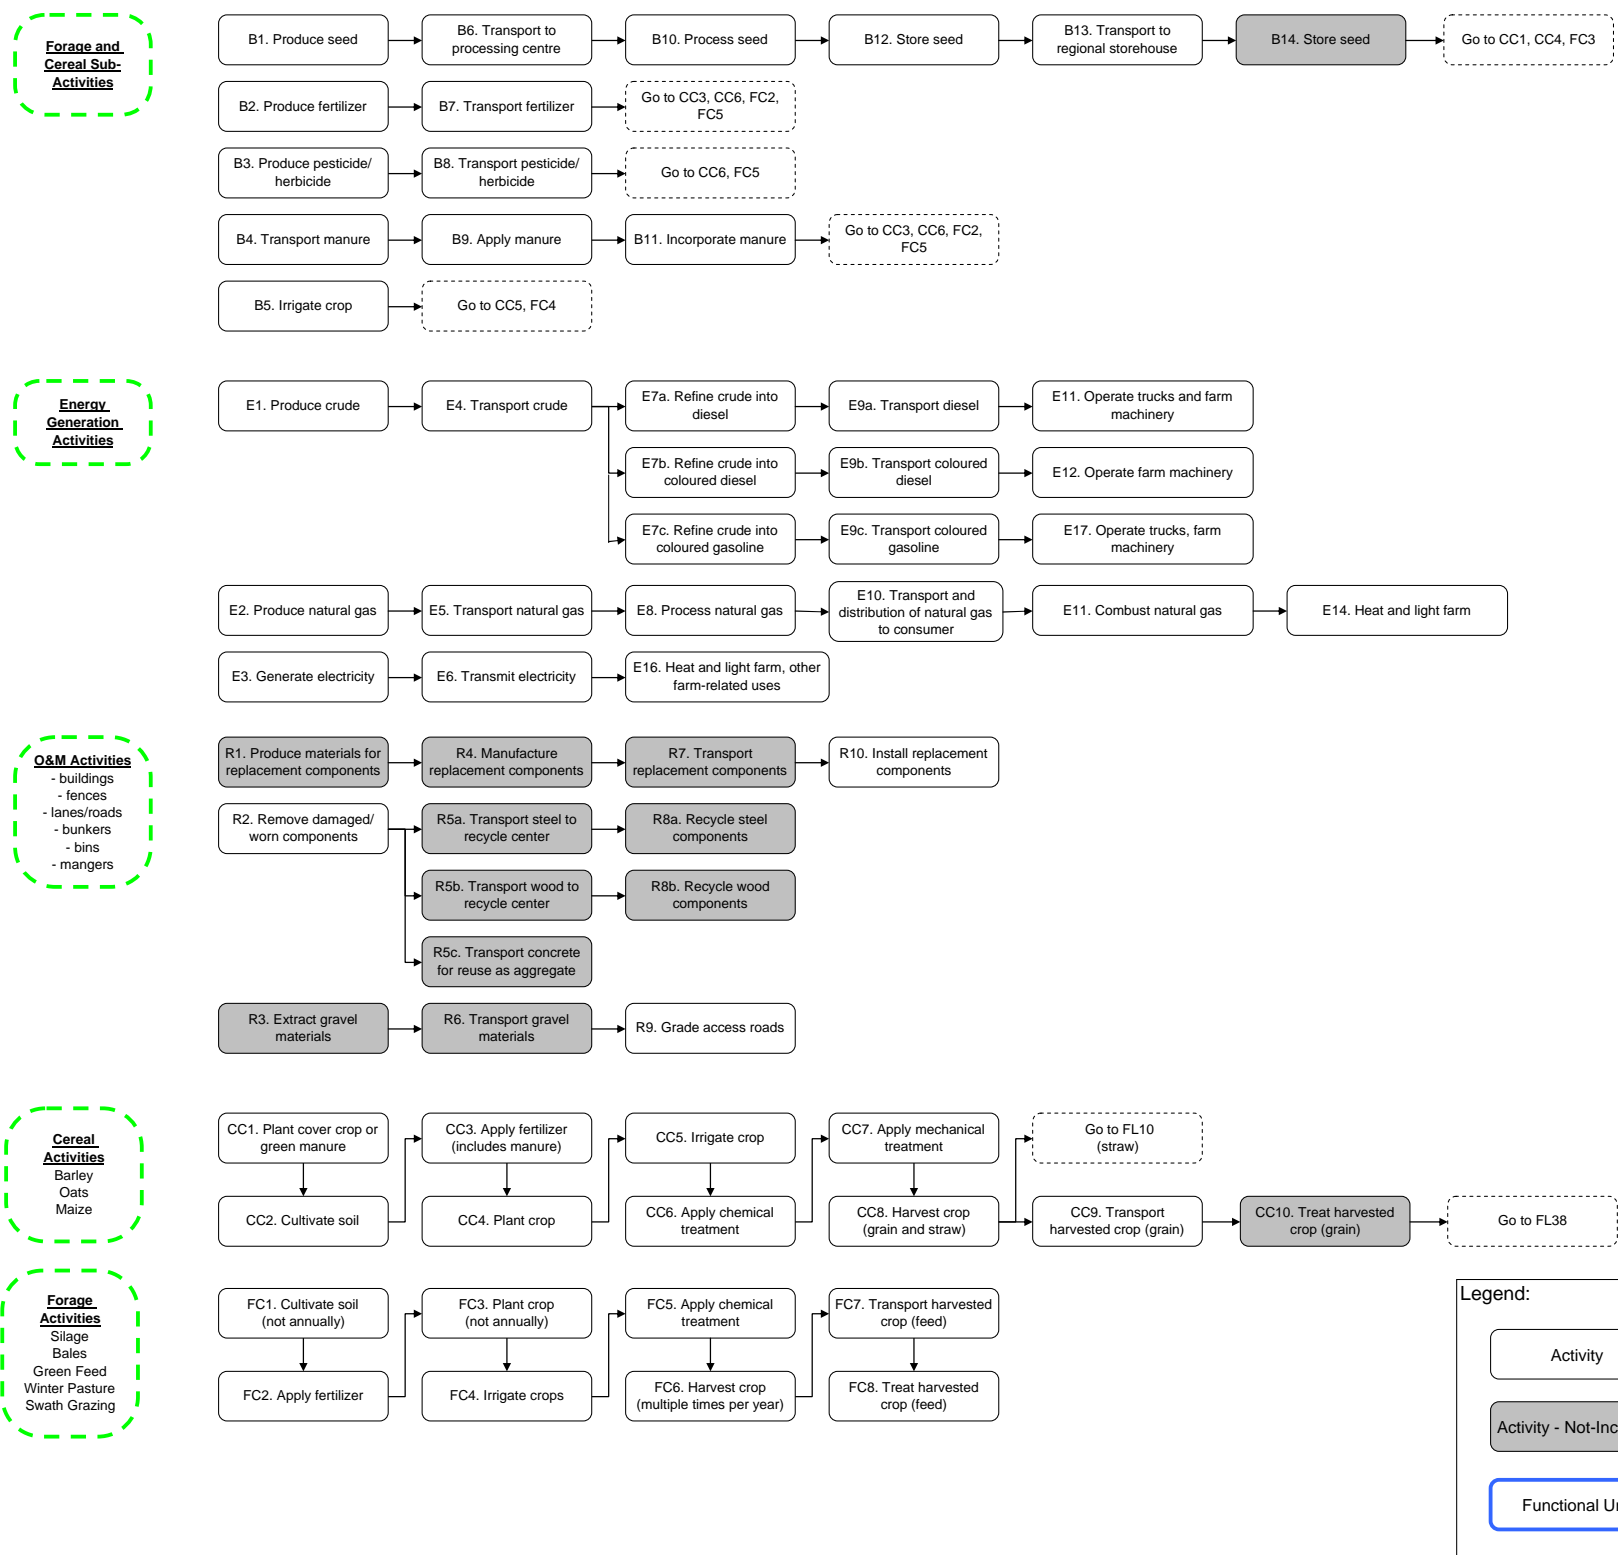 Forage and
Cereal Sub-
Activities
B1. Produce seed
B6. Transport to
processing centre
B10. Process seed
B12. Store seed
B13. Transport to
regional storehouse
B14. Store seed
Go to CC1, CC4, FC3
B2. Produce fertilizer
B7. Transport fertilizer
Go to CC3, CC6, FC2,
FC5
B3. Produce pesticide/
herbicide
B8. Transport pesticide/
herbicide
Go to CC6, FC5
B4. Transport manure
B9. Apply manure
B11. Incorporate manure
Go to CC3, CC6, FC2,
FC5
B5. Irrigate crop
Go to CC5, FC4
Energy
Generation
Activities
E1. Produce crude
E4. Transport crude
E7a. Refine crude into
diesel
E9a. Transport diesel
E11. Operate trucks and farm
machinery
E7b. Refine crude into
coloured diesel
E9b. Transport coloured
diesel
E12. Operate farm machinery
E7c. Refine crude into
coloured gasoline
E9c. Transport coloured
gasoline
E17. Operate trucks, farm
machinery
E2. Produce natural gas
E5. Transport natural gas
E8. Process natural gas
E10. Transport and
distribution of natural gas
to consumer
E11. Combust natural gas
E14. Heat and light farm
E3. Generate electricity
E6. Transmit electricity
E16. Heat and light farm, other
farm-related uses
O&M Activities
- buildings
- fences
- lanes/roads
- bunkers
- bins
- mangers
R1. Produce materials for
replacement components
R4. Manufacture
replacement components
R7. Transport
replacement components
R10. Install replacement
components
R2. Remove damaged/
worn components
R5a. Transport steel to
recycle center
R8a. Recycle steel
components
R5b. Transport wood to
recycle center
R8b. Recycle wood
components
R5c. Transport concrete
for reuse as aggregate
R3. Extract gravel
materials
R6. Transport gravel
materials
R9. Grade access roads
Cereal
Activities
Barley
Oats
Maize
CC1. Plant cover crop or
green manure
CC3. Apply fertilizer
(includes manure)
CC5. Irrigate crop
CC7. Apply mechanical
treatment
Go to FL10
(straw)
CC2. Cultivate soil
CC4. Plant crop
CC6. Apply chemical
treatment
CC8. Harvest crop
(grain and straw)
CC9. Transport
harvested crop (grain)
CC10. Treat harvested
crop (grain)
Go to FL38
Forage
Activities
Silage
Bales
Green Feed
Winter Pasture
Swath Grazing
FC1. Cultivate soil
(not annually)
FC3. Plant crop
(not annually)
FC5. Apply chemical
treatment
FC7. Transport harvested
crop (feed)
FC2. Apply fertilizer
FC4. Irrigate crops
FC6. Harvest crop
(multiple times per year)
FC8. Treat harvested
crop (feed)
Legend:
Activity
Activity - Not-Inc
Functional